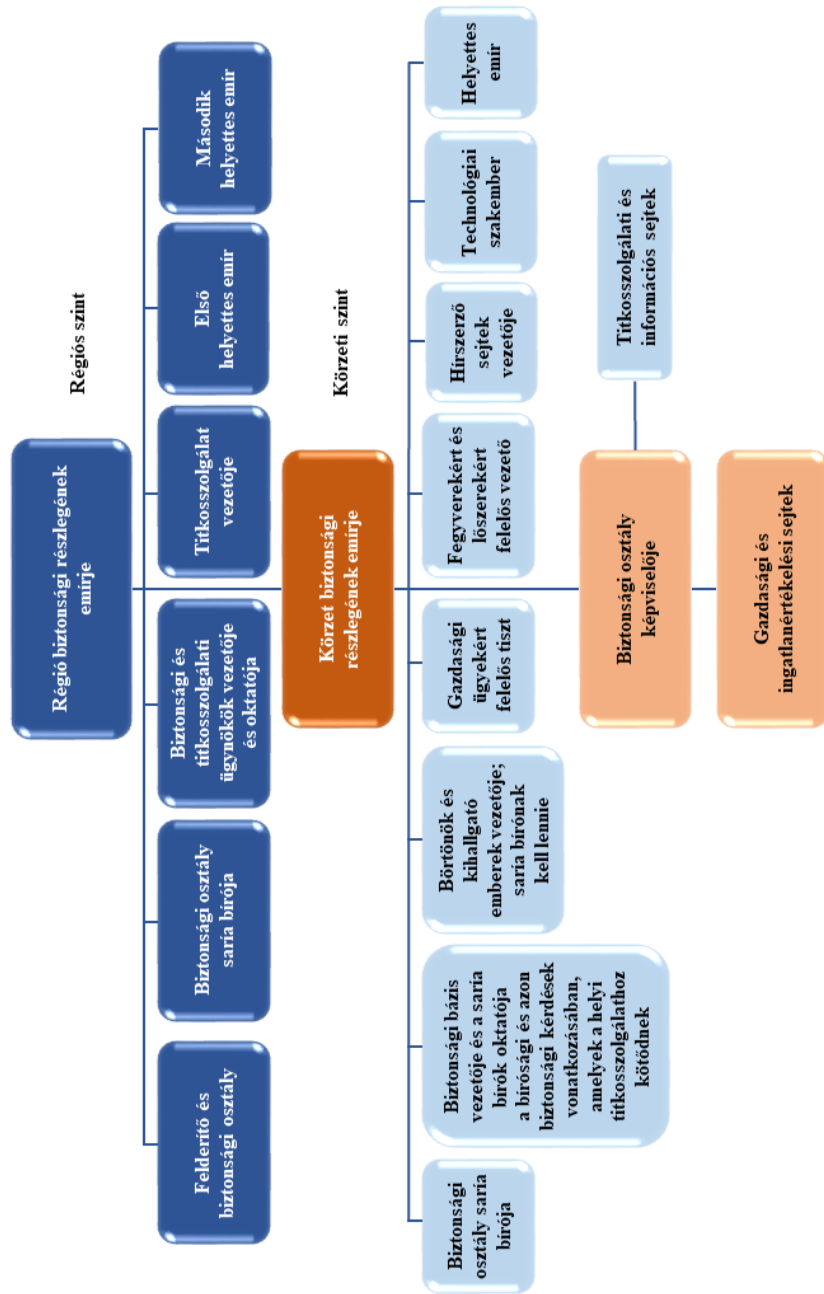 Régió biztonsági részlegének
emírje
Régiós szint
Felderítő és
biztonsági osztály
Biztonsági osztály
saría bírója
Biztonsági és
titkosszolgálati
ügynökök vezetője
és oktatója
Titkosszolgálat
vezetője
Első
helyettes emír
Második
helyettes emír
Körzet biztonsági
részlegének emírje
Körzeti szint
Biztonsági
osztály saría
bírója
Biztonsági bázis
vezetője és a saría
bírók oktatója
a bírósági és azon
biztonsági kérdések
vonatkozásában,
amelyek a helyi
titkosszolgálathoz
kötődnek
Börtönök és
kihallgató
emberek vezetője;
saría bírónak
kell lennie
Gazdasági
ügyekért
felelős tiszt
Fegyverekért és
lőszerekért
felelős vezető
Hírszerző
sejtek
vezetője
Technológiai
szakember
Helyettes
emír
Biztonsági osztály
képviselője
Titkosszolgálati és
információs sejtek
Gazdasági és
ingatlanértékelési sejtek